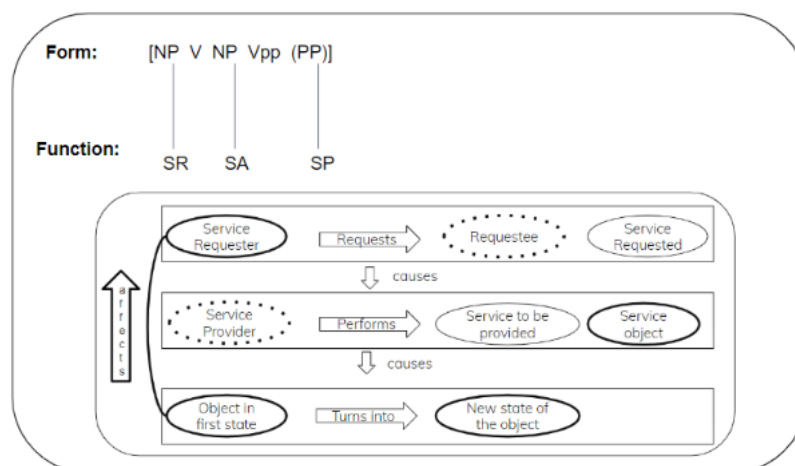 Form: [NP V NP Vpp (PP)]
Function: SR SA SP
Service Requester
Requests
Requestee
Service Requested
causes
affects
Service Provider
Performs
Service to be provided
Service object
causes
Object in first state
Turns into
New state of the object